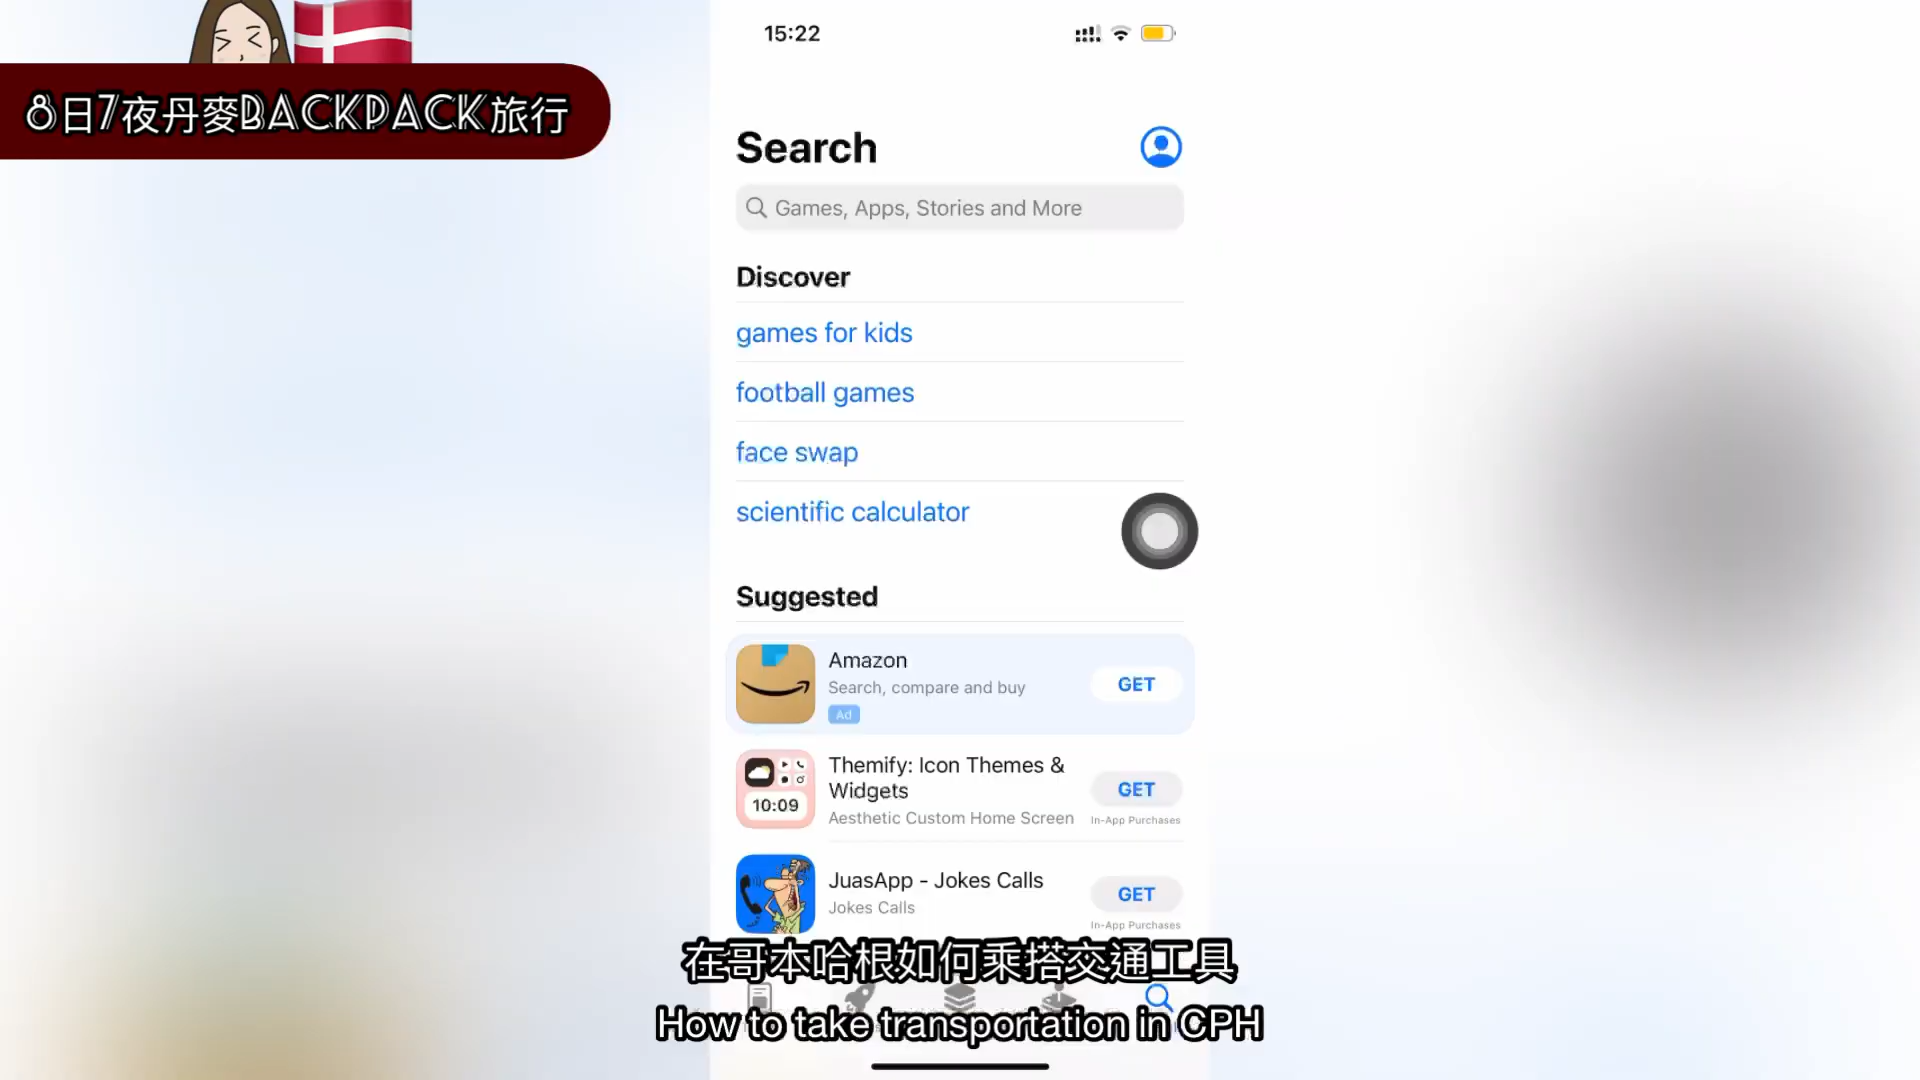 15:22
8日7夜丹麥BACKPACK旅行
Search
Games, Apps, Stories and More
Discover
games for kids
football games
face swap
scientific calculator
Suggested
Amazon
Search, compare and buy
Ad
GET
Themify: Icon Themes &
Widgets
Aesthetic Custom Home Screen
GET
In-App Purchases
10:09
JuasApp - Jokes Calls
Jokes Calls
GET
In-App Purchases
在哥本哈根如何乘搭交通工具
How to take transportation in CPH